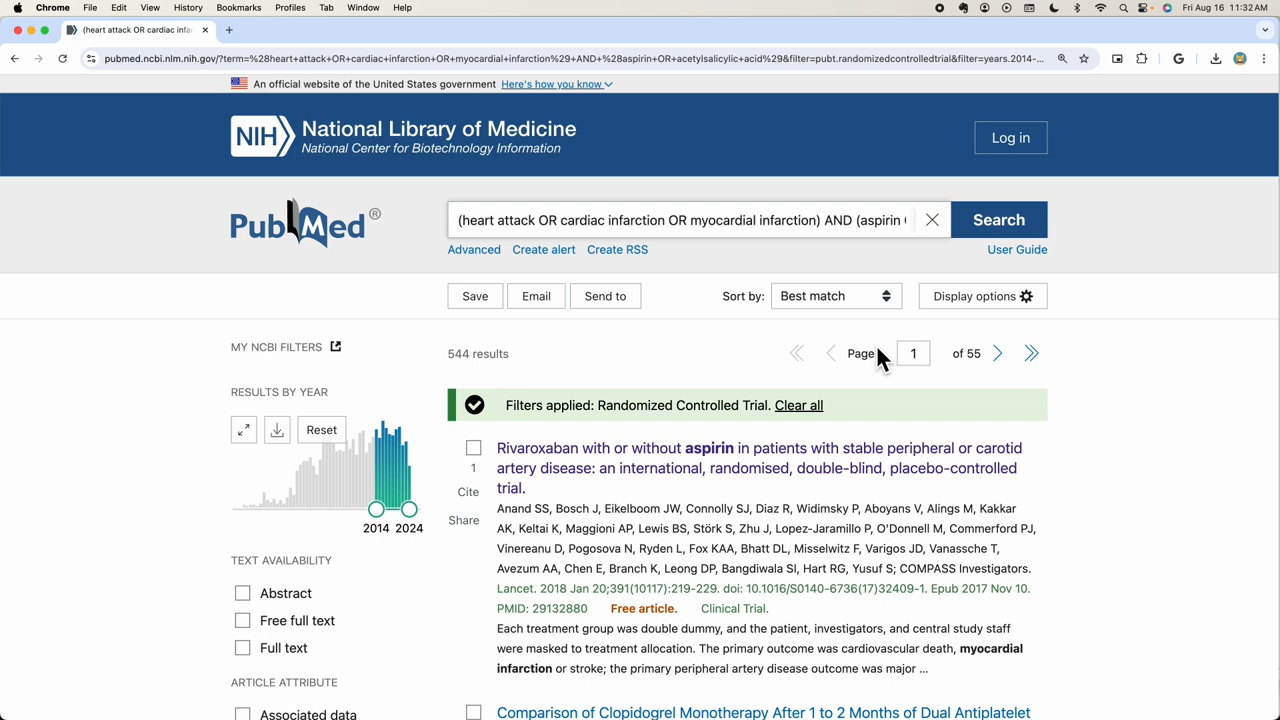 Chrome File Edit View History Bookmarks Profiles Tab Window Help Fri Aug 16 11:32 AM
(heart attack OR cardiac infar
pubmed.ncbi.nlm.nih.gov/?term=%28heart+attack+OR+cardiac+infarction+OR+myocardial+infarction%29+AND+%28aspirin+OR+acetylsalicylic+acid%29&filter=pubt.randomizedcontrolledtrial&filter=years.2014-...
An official website of the United States government Here's how you know
NIH National Library of Medicine
National Center for Biotechnology Information
Log in
PubMed®
(heart attack OR cardiac infarction OR myocardial infarction) AND (aspirin
Search
Advanced Create alert Create RSS User Guide
Save Email Send to Sort by: Best match Display options
MY NCBI FILTERS
544 results Page 1 of 55
RESULTS BY YEAR
Reset
2014 2024
TEXT AVAILABILITY
Abstract
Free full text
Full text
ARTICLE ATTRIBUTE
Associated data
Filters applied: Randomized Controlled Trial. Clear all
1
Cite
Share
Rivaroxaban with or without aspirin in patients with stable peripheral or carotid
artery disease: an international, randomised, double-blind, placebo-controlled
trial.
Anand SS, Bosch J, Eikelboom JW, Connolly SJ, Diaz R, Widimsky P, Aboyans V, Alings M, Kakkar
AK, Keltai K, Maggioni AP, Lewis BS, Störk S, Zhu J, Lopez-Jaramillo P, O'Donnell M, Commerford PJ,
Vinereanu D, Pogosova N, Ryden L, Fox KAA, Bhatt DL, Misselwitz F, Varigos JD, Vanassche T,
Avezum AA, Chen E, Branch K, Leong DP, Bangdiwala SI, Hart RG, Yusuf S; COMPASS Investigators.
Lancet. 2018 Jan 20;391(10117):219-229. doi: 10.1016/S0140-6736(17)32409-1. Epub 2017 Nov 10.
PMID: 29132880 Free article. Clinical Trial.
Each treatment group was double dummy, and the patient, investigators, and central study staff
were masked to treatment allocation. The primary outcome was cardiovascular death, myocardial
infarction or stroke; the primary peripheral artery disease outcome was major ...
Comparison of Clopidogrel Monotherapy After 1 to 2 Months of Dual Antiplatelet